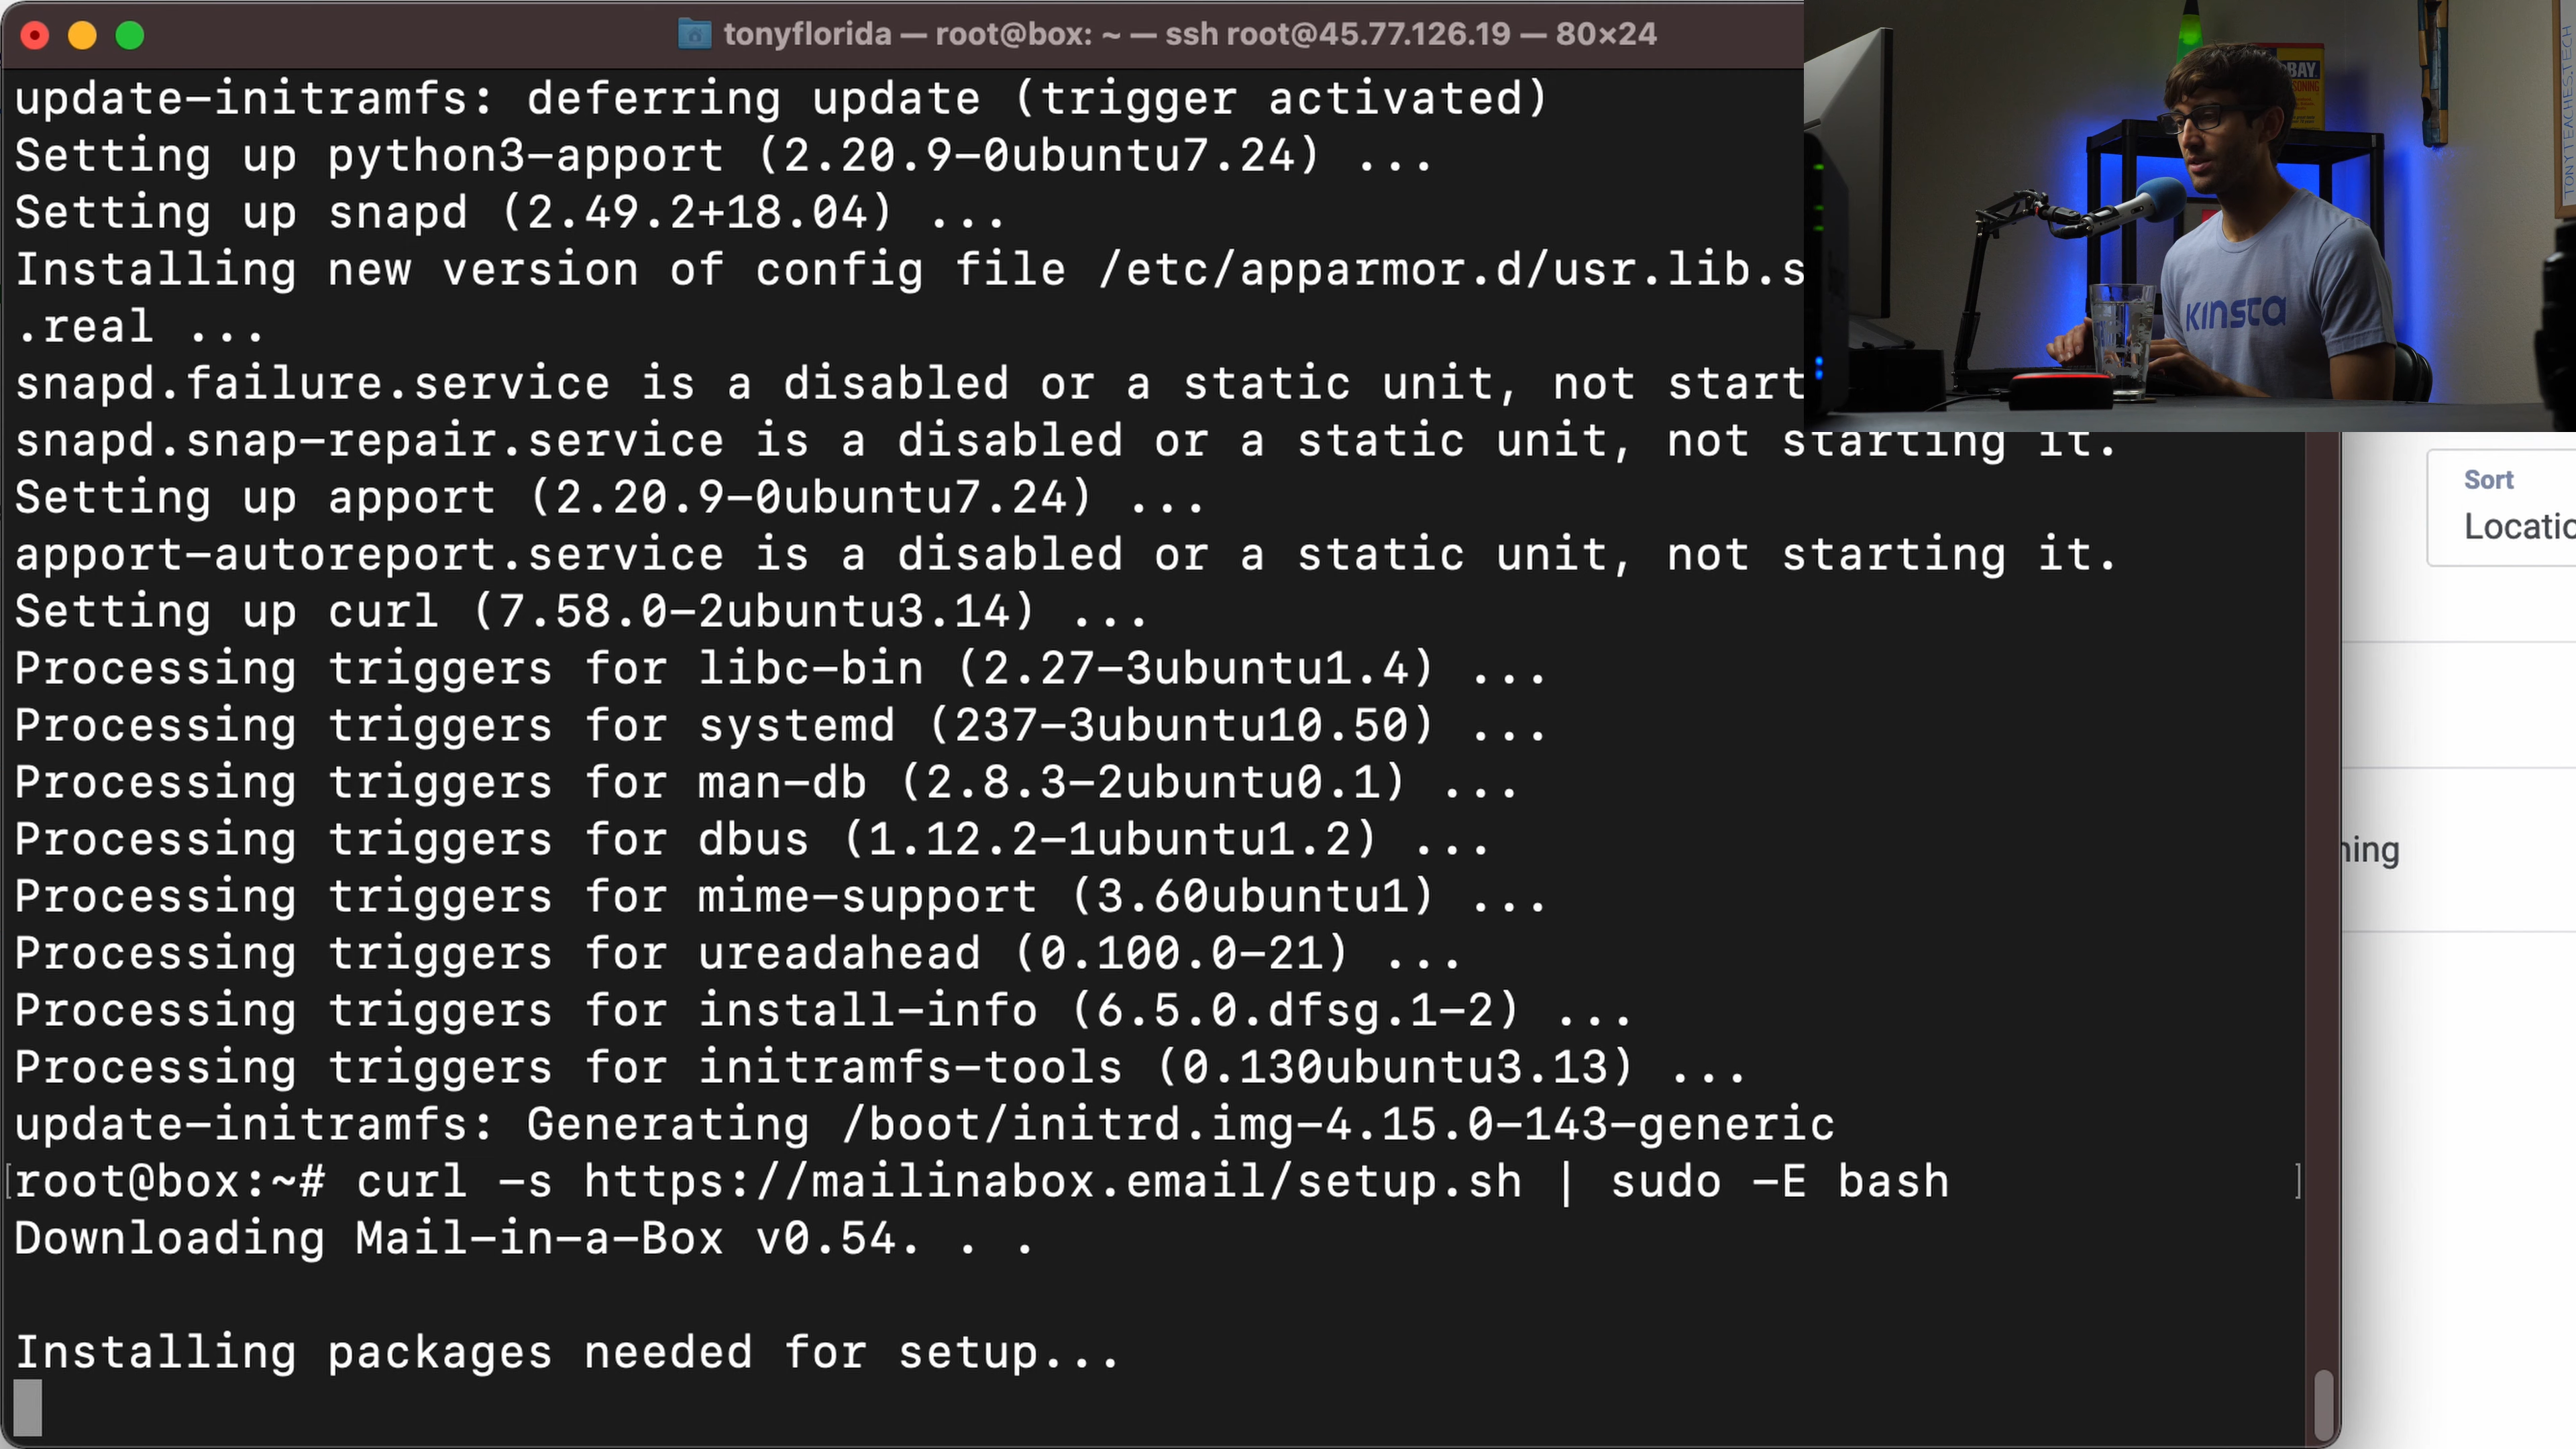 tonyflorida — root@box: ~ — ssh root@45.77.126.19 — 80×24
update-initramfs: deferring update (trigger activated)
Setting up python3-apport (2.20.9-0ubuntu7.24) ...
Setting up snapd (2.49.2+18.04) ...
Installing new version of config file /etc/apparmor.d/usr.lib.s
.real ...
snapd.failure.service is a disabled or a static unit, not start
snapd.snap-repair.service is a disabled or a static unit, not starting it.
Setting up apport (2.20.9-0ubuntu7.24) ...
apport-autoreport.service is a disabled or a static unit, not starting it.
Setting up curl (7.58.0-2ubuntu3.14) ...
Processing triggers for libc-bin (2.27-3ubuntu1.4) ...
Processing triggers for systemd (237-3ubuntu10.50) ...
Processing triggers for man-db (2.8.3-2ubuntu0.1) ...
Processing triggers for dbus (1.12.2-1ubuntu1.2) ...
Processing triggers for mime-support (3.60ubuntu1) ...
Processing triggers for ureadahead (0.100.0-21) ...
Processing triggers for install-info (6.5.0.dfsg.1-2) ...
Processing triggers for initramfs-tools (0.130ubuntu3.13) ...
update-initramfs: Generating /boot/initrd.img-4.15.0-143-generic
[root@box:~# curl -s https://mailinabox.email/setup.sh | sudo -E bash ]
Downloading Mail-in-a-Box v0.54. . .
Installing packages needed for setup...
BAY
KINSTA
TONYTEACHES.TECH
Sort
Locatio
ning